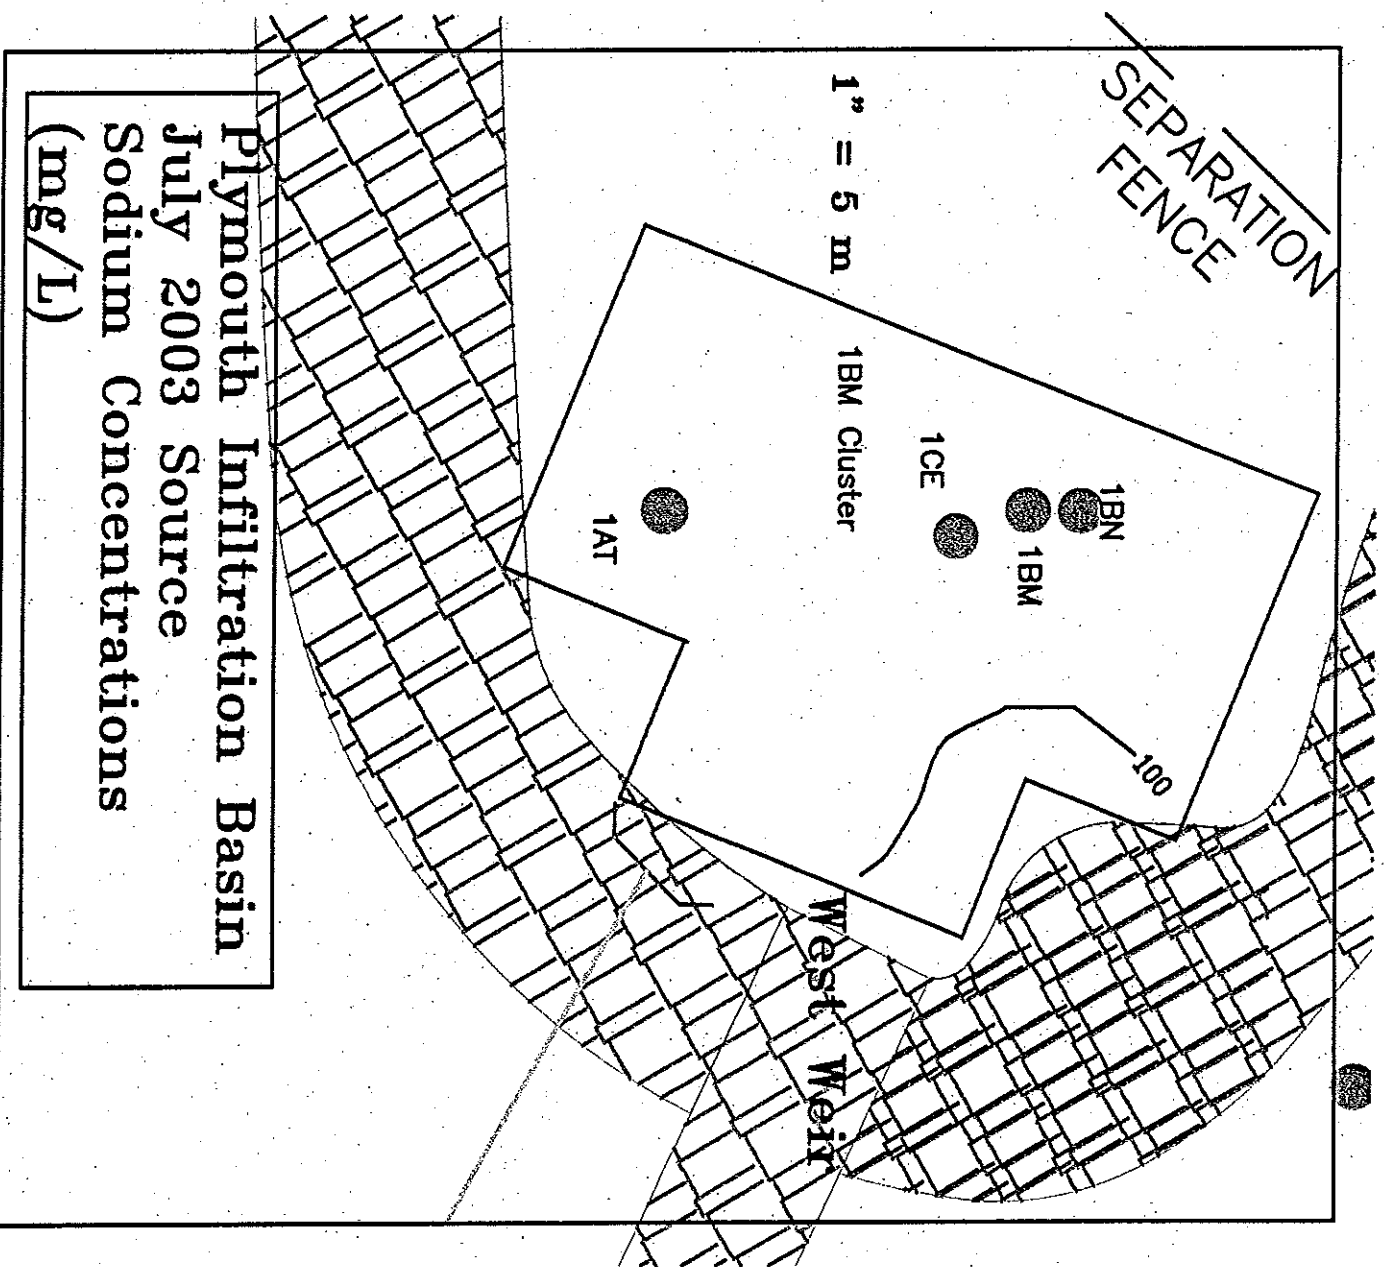 SEPARATION
FENCE
1" = 5 m
1BN
1BM
1CE
1BM Cluster
1AT
100
West Weir
Plymouth Infiltration Basin
July 2003 Source
Sodium Concentrations
(mg/L)